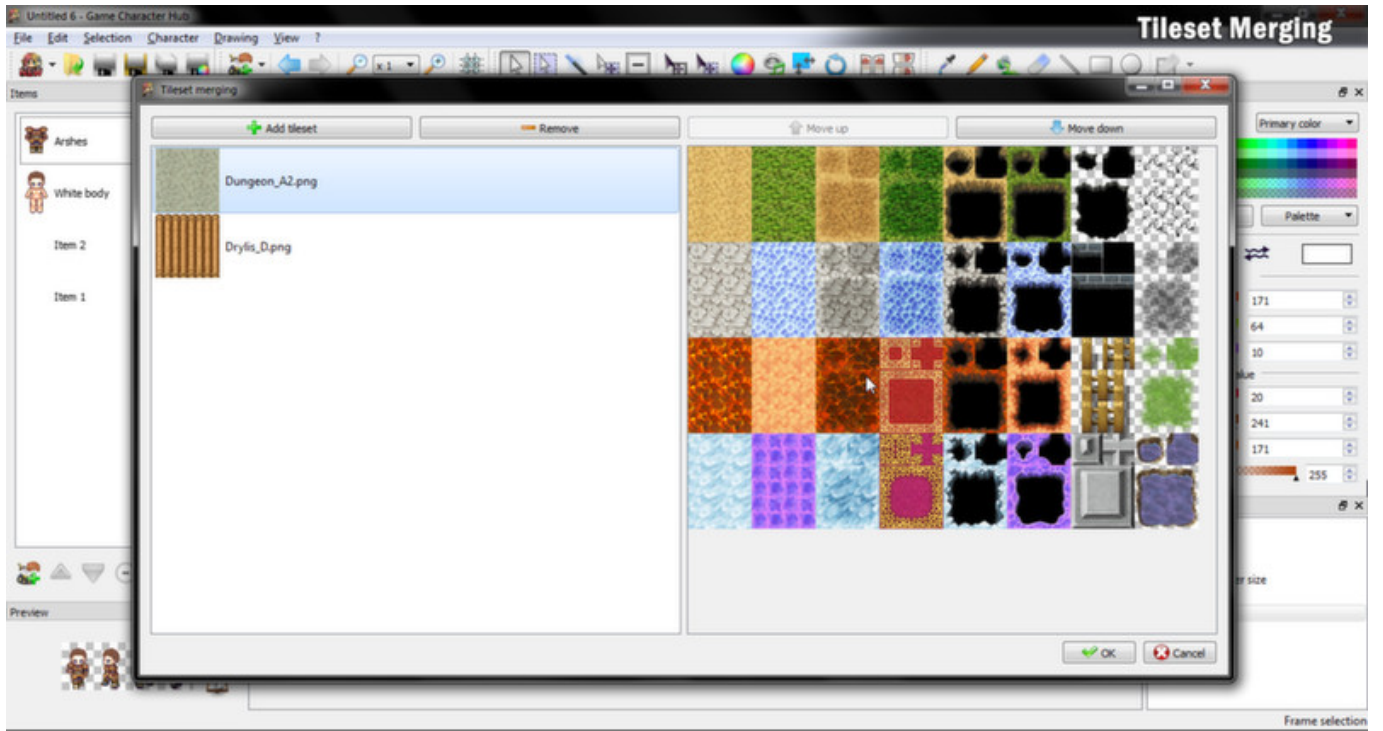 Untitled 6 - Game Character Hub
Tileset Merging
File Edit Selection Character Drawing View ?
x 1
Items
Tileset merging
Add tileset
Remove
Move up
Move down
Primary color
Arshes
Dungeon_A2.png
White body
Palette
Item 2
Drylis_D.png
Item 1
171
64
10
20
241
171
255
er size
Preview
OK
Cancel
Frame selection